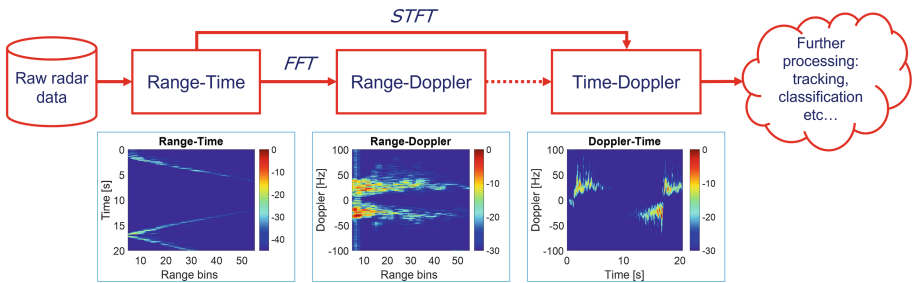 STFT
Raw radar
data
Range-Time
FFT
Range-Doppler
Time-Doppler
Further
processing:
tracking,
classification
etc…
Range-Time
0
5
10
15
20
Time [s]
10 20 30 40 50
Range bins
0
-10
-20
-30
-40
Range-Doppler
100
50
0
-50
-100
Doppler [Hz]
10 20 30 40 50
Range bins
0
-10
-20
-30
Doppler-Time
100
50
0
-50
-100
Doppler [Hz]
0 10 20
Time [s]
0
-10
-20
-30